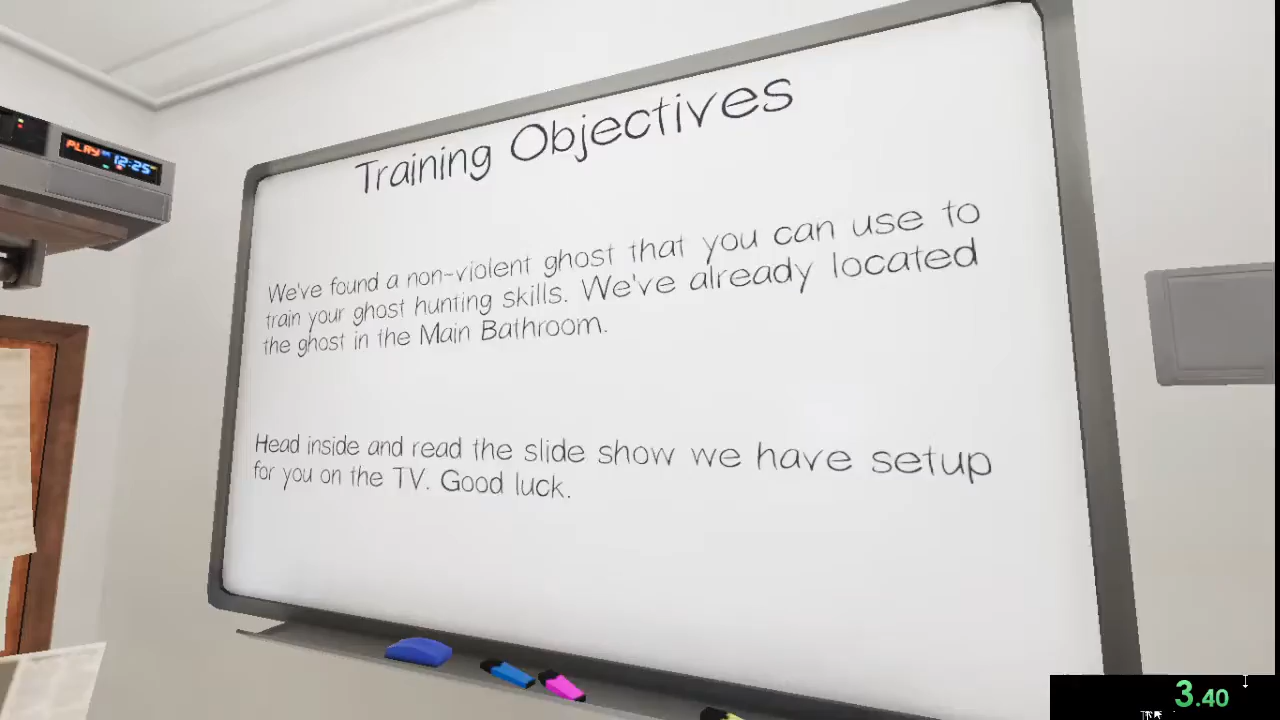 Training Objectives
We've found a non-violent ghost that you can use to
train your ghost hunting skills. We've already located
the ghost in the Main Bathroom.
Head inside and read the slide show we have setup
for you on the TV. Good luck.
PLAY 12:25
3.40